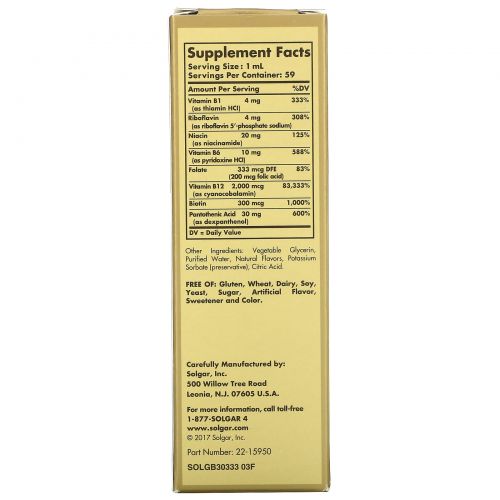 Supplement Facts
Serving Size : 1 mL
Servings Per Container: 59
Amount Per Serving %DV
Vitamin B1 4 mg 333%
(as thiamin HCl)
Riboflavin 4 mg 308%
(as riboflavin 5'-phosphate sodium)
Niacin 20 mg 125%
(as niacinamide)
Vitamin B6 10 mg 588%
(as pyridoxine HCl)
Folate 333 mcg DFE 83%
(200 mcg folic acid)
Vitamin B12 2,000 mcg 83,333%
(as cyanocobalamin)
Biotin 300 mcg 1,000%
Pantothenic Acid 30 mg 600%
(as dexpanthenol)
DV = Daily Value
Other Ingredients: Vegetable Glycerin,
Purified Water, Natural Flavors, Potassium
Sorbate (preservative), Citric Acid.
FREE OF: Gluten, Wheat, Dairy, Soy,
Yeast, Sugar, Artificial Flavor,
Sweetener and Color.
Carefully Manufactured by:
Solgar, Inc.
500 Willow Tree Road
Leonia, N.J. 07605 U.S.A.
For more information, call toll-free
1-877-SOLGAR 4
www.solgar.com
© 2017 Solgar, Inc.
Part Number: 22-15950
SOLGB30333 03F